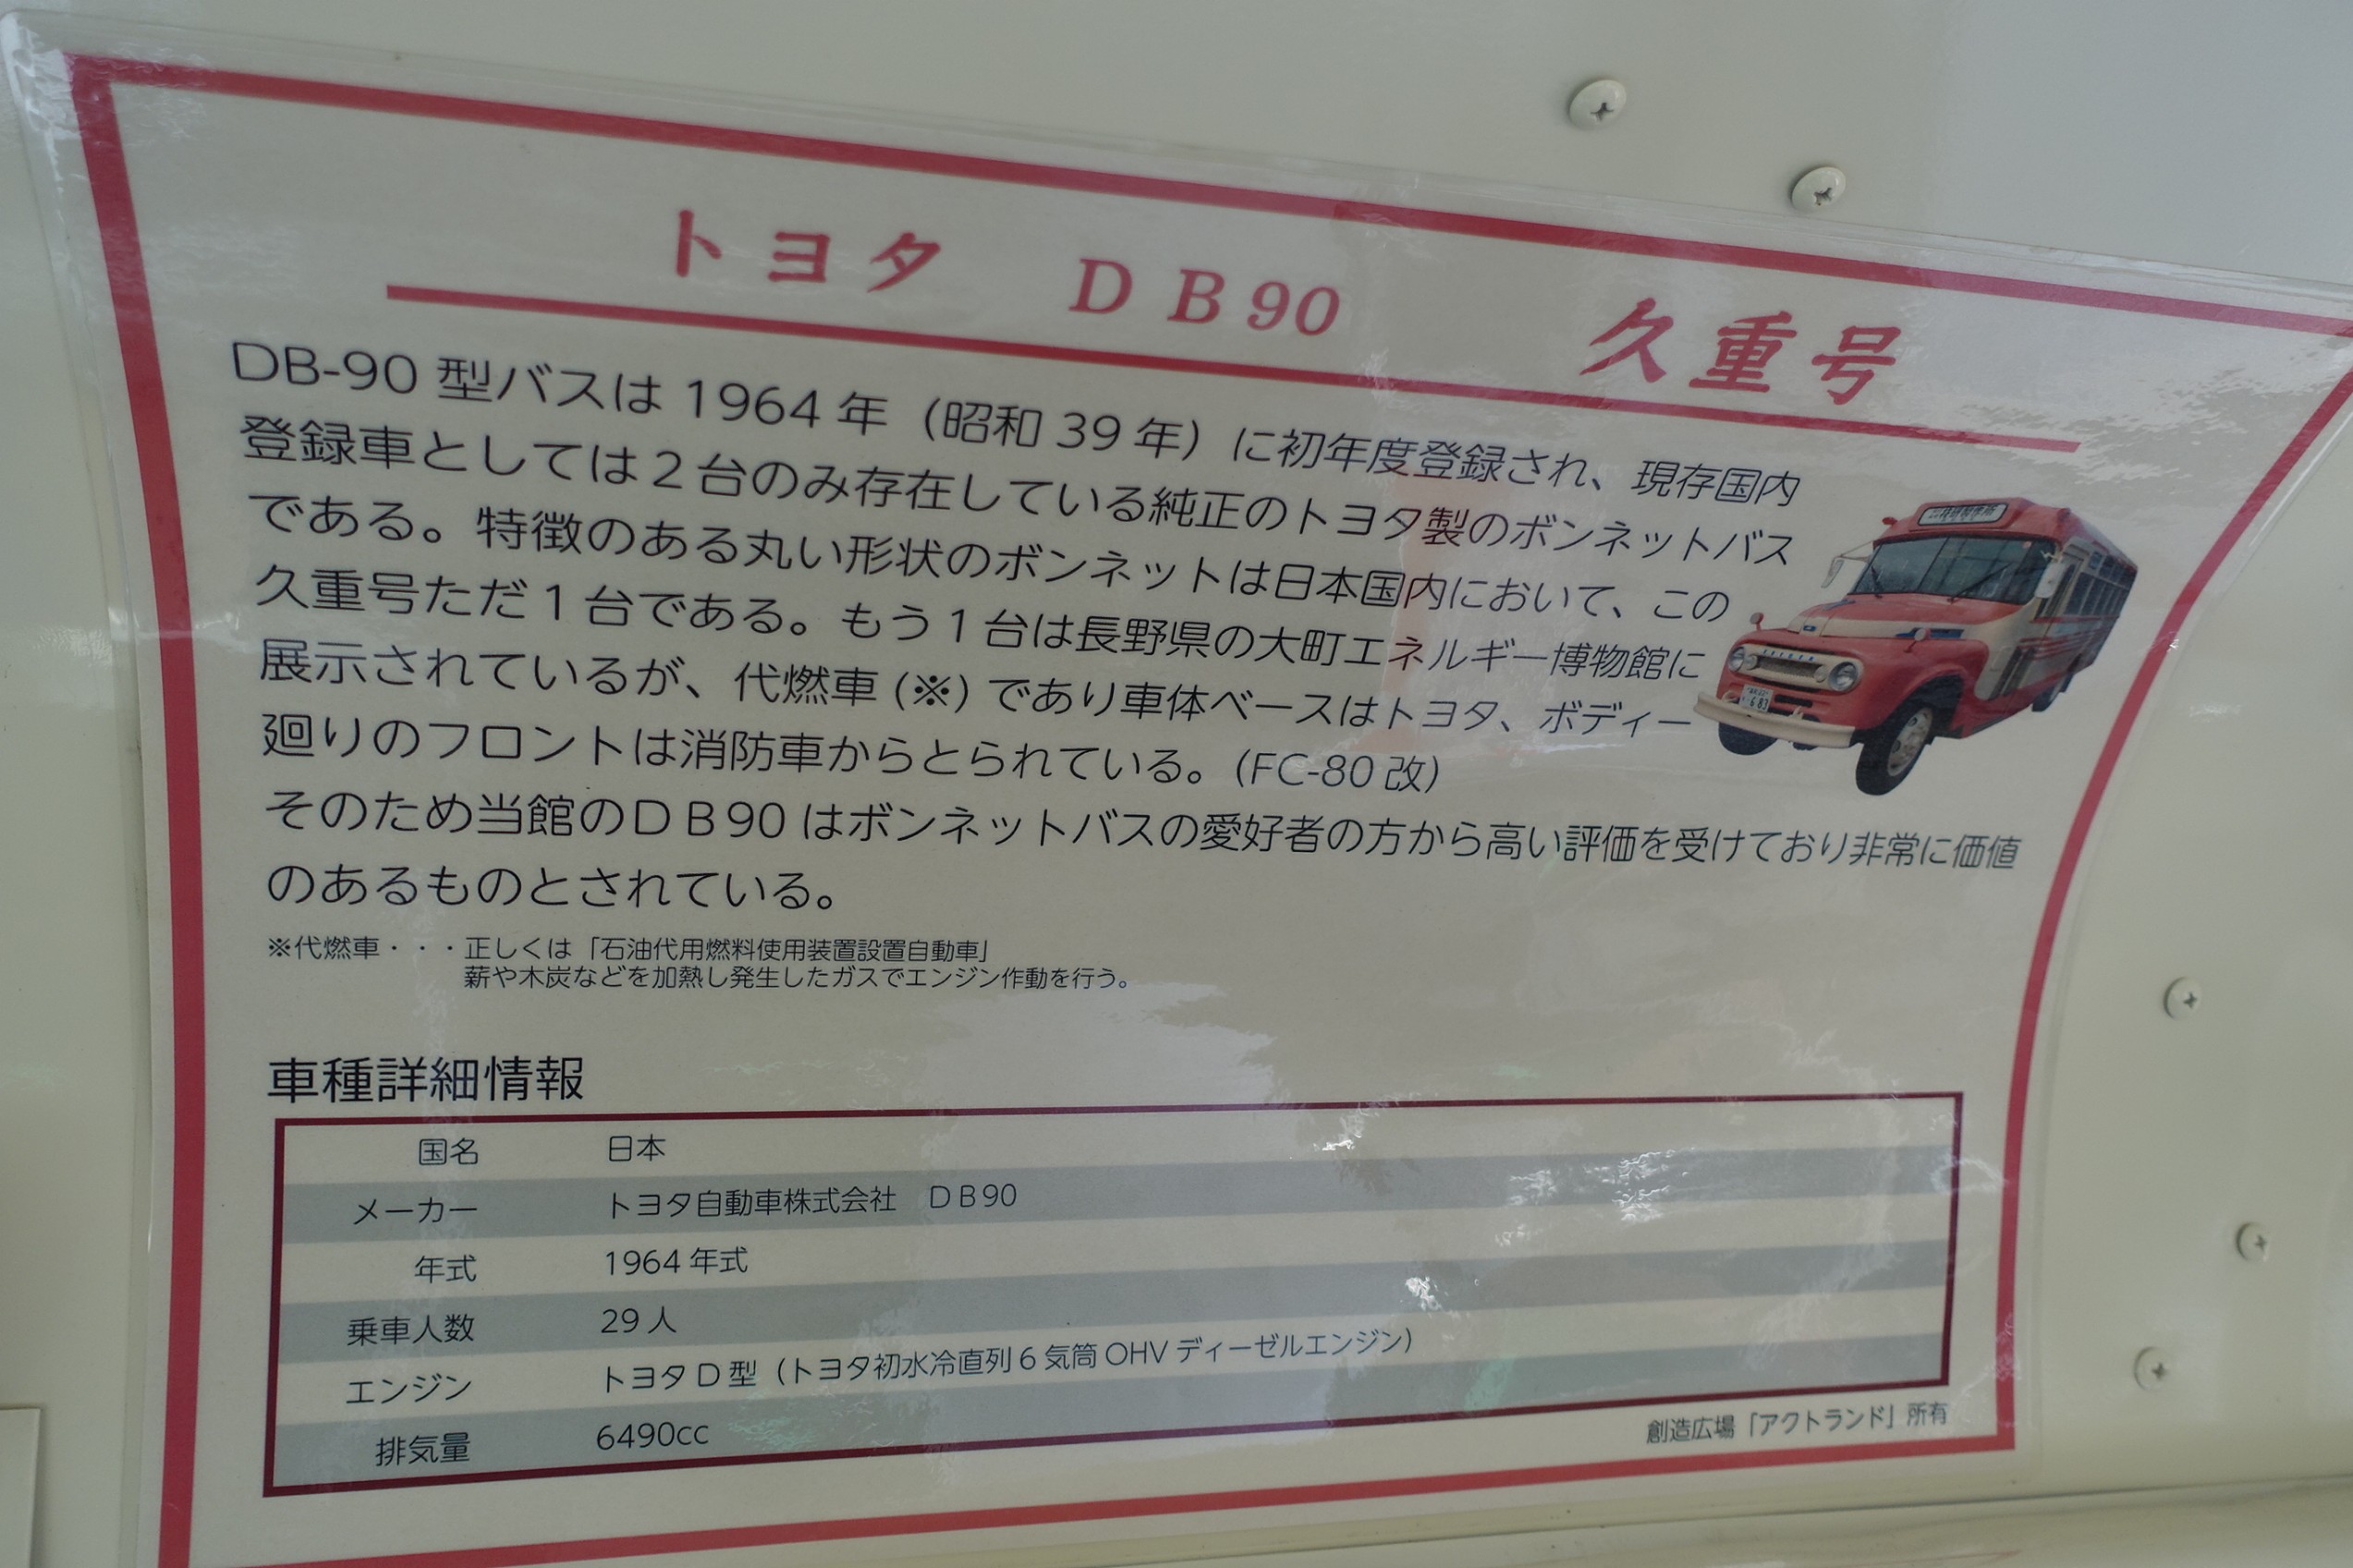 トヨタ　DB90　久重号
DB-90 型バスは 1964 年（昭和 39 年）に初年度登録され、現存国内
登録車としては２台のみ存在している純正のトヨタ製のボンネットバス
である。特徴のある丸い形状のボンネットは日本国内において、この
久重号ただ１台である。もう１台は長野県の大町エネルギー博物館に
展示されているが、代燃車 (※) であり車体ベースはトヨタ、ボディー
廻りのフロントは消防車からとられている。(FC-80 改)
そのため当館のＤＢ90 はボンネットバスの愛好者の方から高い評価を受けており非常に価値
のあるものとされている。
※代燃車・・・正しくは「石油代用燃料使用装置設置自動車」
薪や木炭などを加熱し発生したガスでエンジン作動を行う。
車種詳細情報
国名　日本
メーカー　トヨタ自動車株式会社　ＤＢ90
年式　1964 年式
乗車人数　29 人
エンジン　トヨタＤ型（トヨタ初水冷直列 6 気筒 OHV ディーゼルエンジン）
排気量　6490cc
創造広場「アクトランド」所有